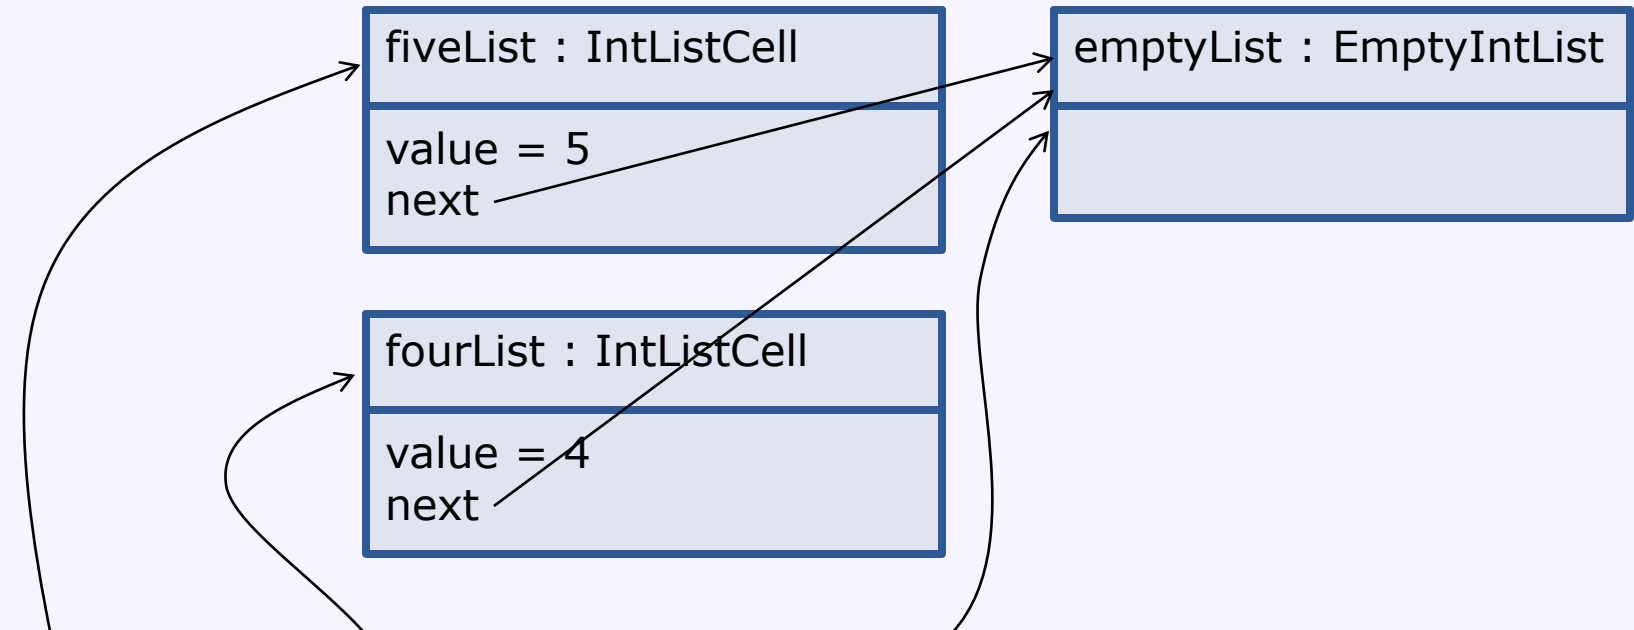 fiveList : IntListCell
value = 5
next
emptyList : EmptyIntList
fourList : IntListCell
value = 4
next